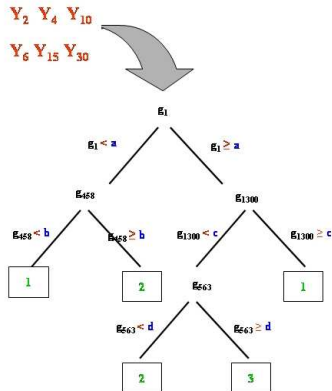 Y2 Y4 Y10
Y6 Y15 Y30
g1
g1 < a g1 ≥ a
g458 g1300
g458 < b g458 ≥ b g1300 < c g1300 ≥ c
1 2 g563 1
g563 < d g563 ≥ d
2 3